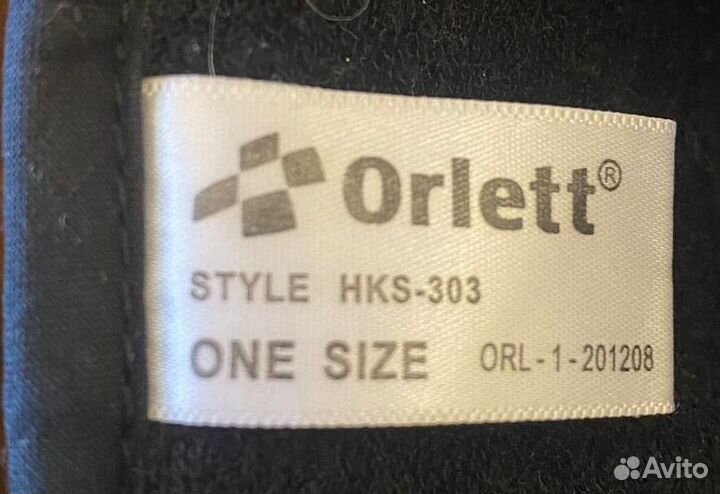 Orlett®
STYLE HKS-303
ONE SIZE ORL-1-201208
Avito